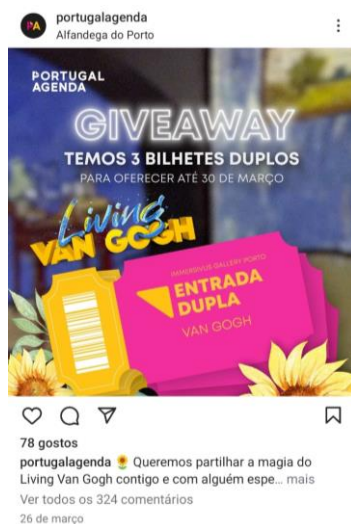 portugalagenda
Alfandega do Porto
PA
PORTUGAL
AGENDA
GIVEAWAY
TEMOS 3 BILHETES DUPLOS
PARA OFERECER ATÉ 30 DE MARÇO
Living
VAN GOGH
IMMERSIVUS GALLERY PORTO
ENTRADA
DUPLA
VAN GOGH
78 gostos
portugalagenda 🌻 Queremos partilhar a magia do
Living Van Gogh contigo e com alguém espe... mais
Ver todos os 324 comentários
26 de março